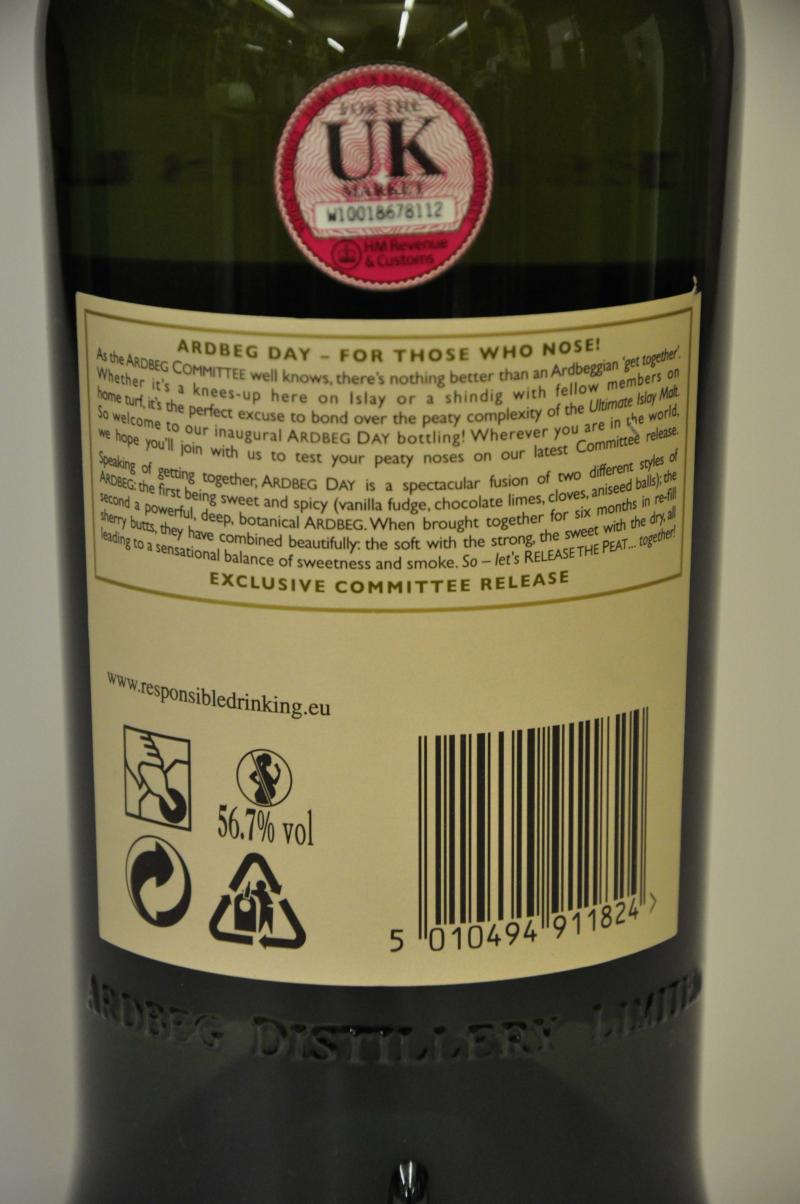 FOR THE
UK
MARKET
W10018678112
HM Revenue
& Customs
ARDBEG DAY – FOR THOSE WHO NOSE!
As the ARDBEG COMMITTEE well knows, there's nothing better than an Ardbeggian 'get together'.
Whether it's a knees-up here on Islay or a shindig with fellow members on
home turf, it's the perfect excuse to bond over the peaty complexity of the Ultimate Islay Malt.
So welcome to our inaugural ARDBEG DAY bottling! Wherever you are in the world,
we hope you'll join with us to test your peaty noses on our latest Committee release.
Speaking of getting together, ARDBEG DAY is a spectacular fusion of two different styles of
ARDBEG: the first being sweet and spicy (vanilla fudge, chocolate limes, cloves, aniseed balls); the
second a powerful, deep, botanical ARDBEG. When brought together for six months in re-fill
sherry butts, they have combined beautifully: the soft with the strong, the sweet with the dry, all
leading to a sensational balance of sweetness and smoke. So – let's RELEASE THE PEAT... together!
EXCLUSIVE COMMITTEE RELEASE
www.responsibledrinking.eu
56.7% vol
5 010494 911824 >
ARDBEG DISTILLERY LIMITED